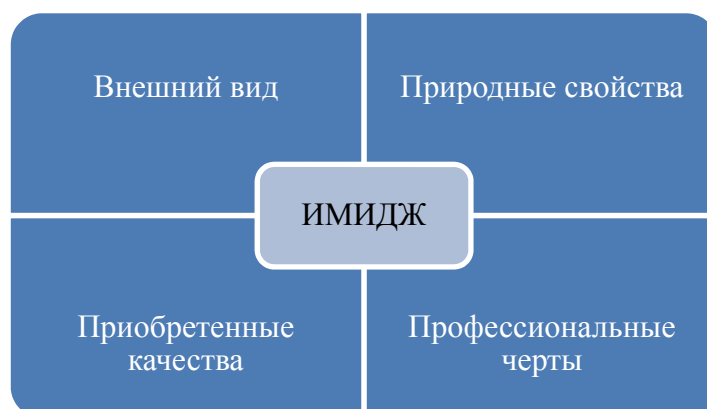 Внешний вид
Природные свойства
ИМИДЖ
Приобретенные
качества
Профессиональные
черты